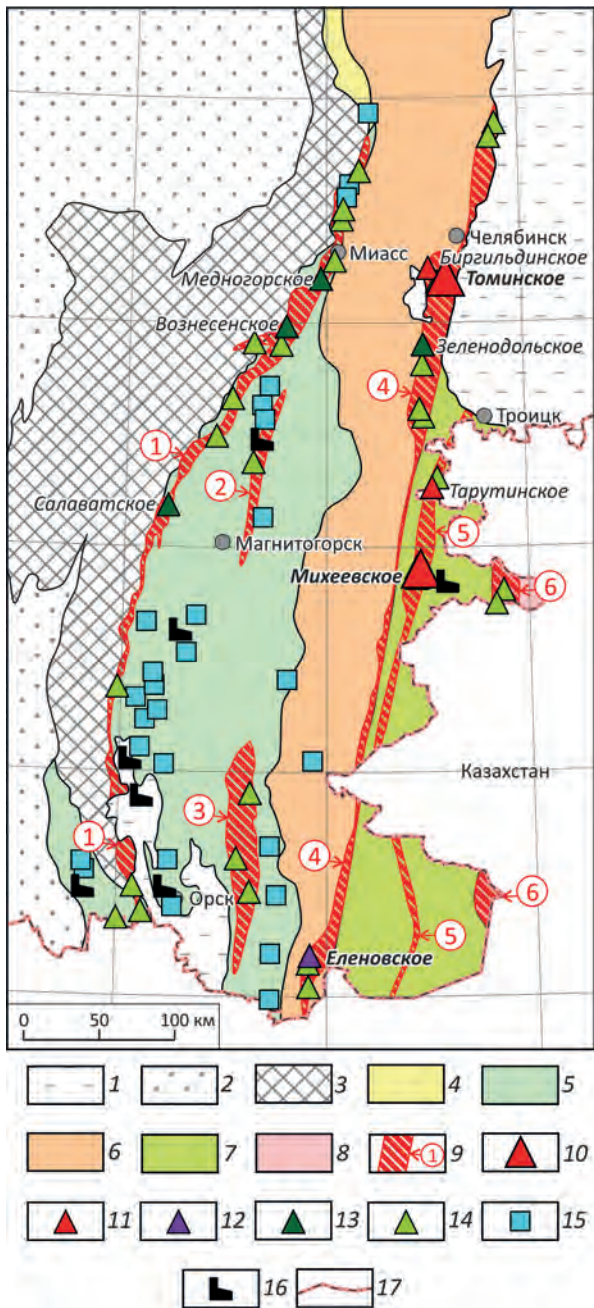 Челябинск
Биргильдинское
Миасс
Томинское
Медногорское
Вознесенское
Зеленодольское
4
Троицк
1
2
Салаватское
Тарутинское
5
Магнитогорск
Михеевское
6
Казахстан
3
1
4
6
Орск
5
Еленовское
0 50 100 км
1 2 3 4 5
6 7 8 1 9 10
11 12 13 14 15
16 17